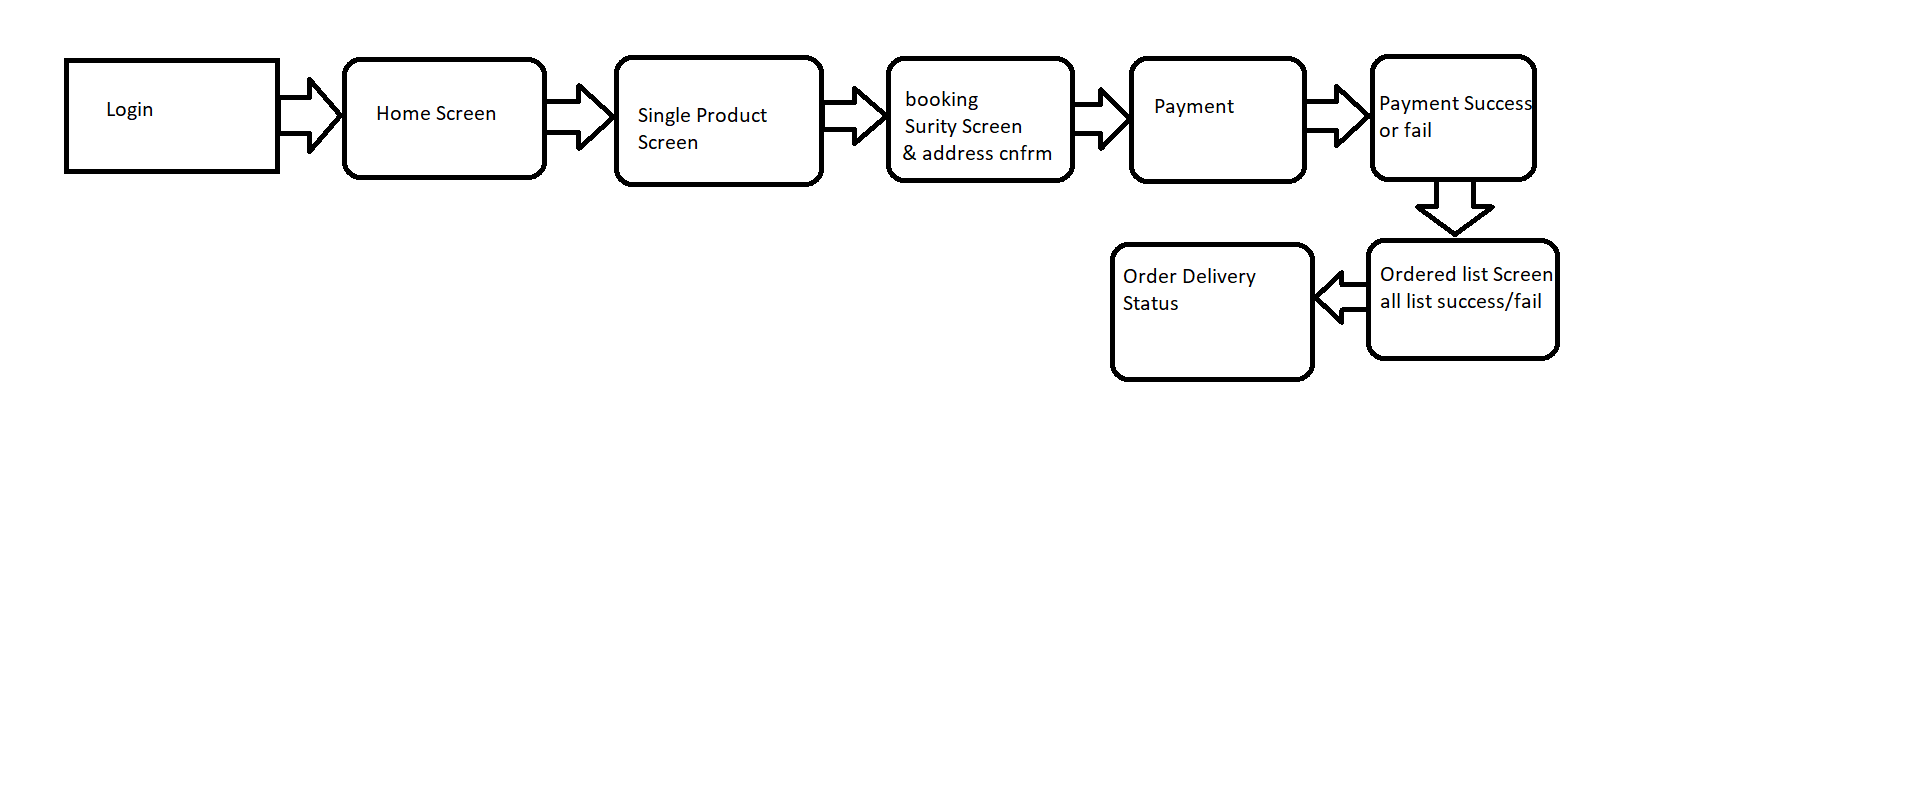 Login
Home Screen
Single Product
Screen
booking
Surity Screen
& address cnfrm
Payment
Payment Success
or fail
Ordered list Screen
all list success/fail
Order Delivery
Status